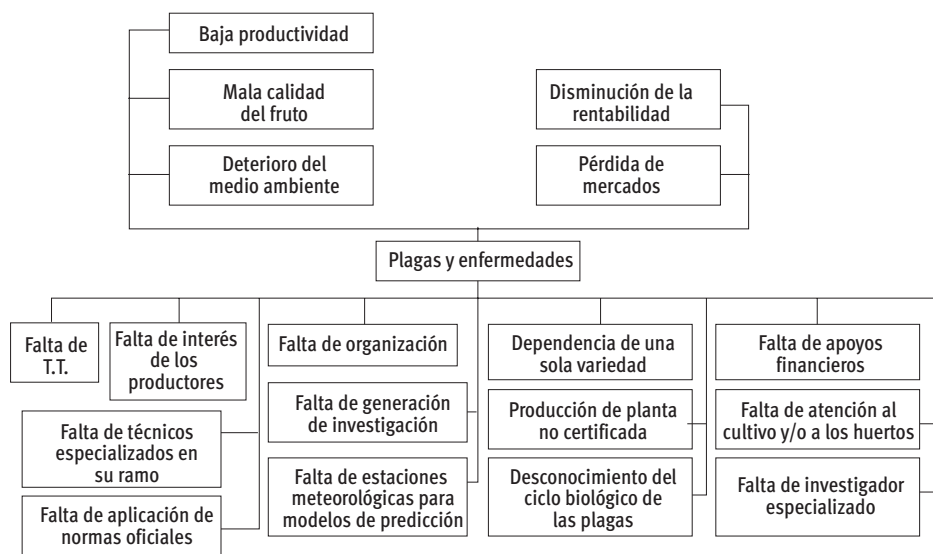 Baja productividad
Mala calidad
del fruto
Deterioro del
medio ambiente
Disminución de la
rentabilidad
Pérdida de
mercados
Plagas y enfermedades
Falta de
T.T.
Falta de interés
de los
productores
Falta de organización
Dependencia de una
sola variedad
Falta de apoyos
financieros
Falta de técnicos
especializados en
su ramo
Falta de generación
de investigación
Producción de planta
no certificada
Falta de atención al
cultivo y/o a los huertos
Falta de aplicación de
normas oficiales
Falta de estaciones
meteorológicas para
modelos de predicción
Desconocimiento del
ciclo biológico de
las plagas
Falta de investigador
especializado